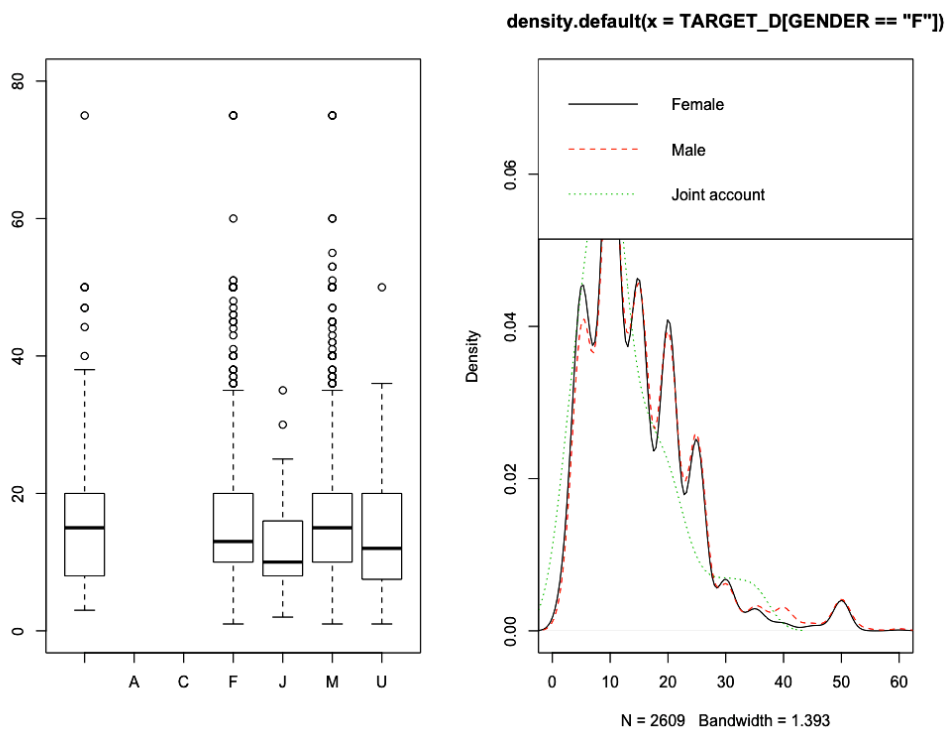 density.default(x = TARGET_D[GENDER == "F"])
80
60
40
20
0
A C F J M U
Female
Male
Joint account
Density
0.06
0.04
0.02
0.00
0 10 20 30 40 50 60
N = 2609 Bandwidth = 1.393